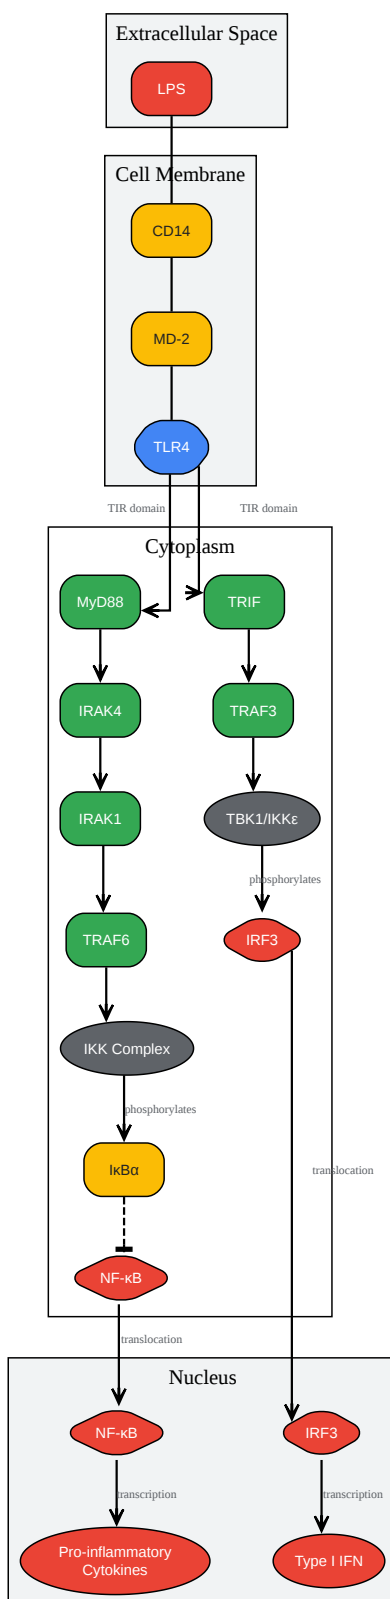 Extracellular Space
LPS
Cell Membrane
CD14
MD-2
TLR4
TIR domain
TIR domain
Cytoplasm
MyD88
TRIF
IRAK4
TRAF3
IRAK1
TBK1/IKKε
phosphorylates
TRAF6
IRF3
IKK Complex
phosphorylates
IκBα
translocation
NF-κB
translocation
Nucleus
NF-κB
IRF3
transcription
transcription
Pro-inflammatory
Cytokines
Type I IFN